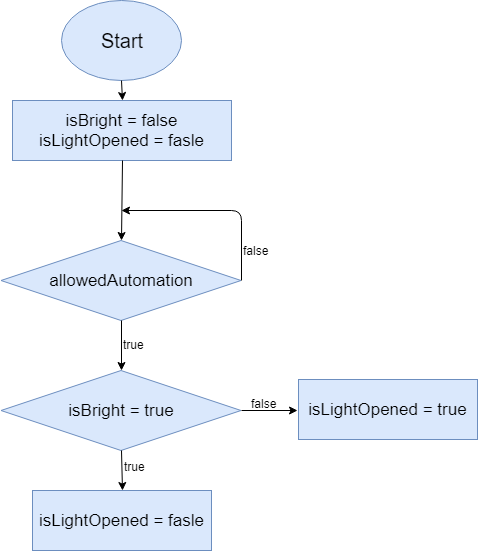 Start
isBright = false
isLightOpened = fasle
false
allowedAutomation
true
isBright = true
false
isLightOpened = true
true
isLightOpened = fasle